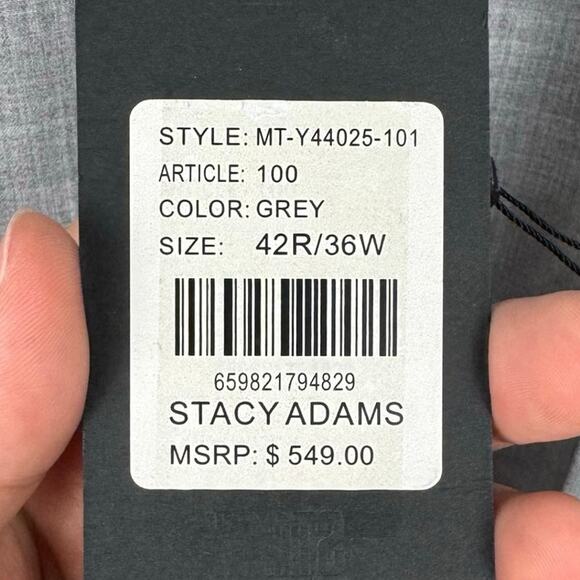 STYLE: MT-Y44025-101
ARTICLE: 100
COLOR: GREY
SIZE: 42R/36W
659821794829
STACY ADAMS
MSRP: $ 549.00